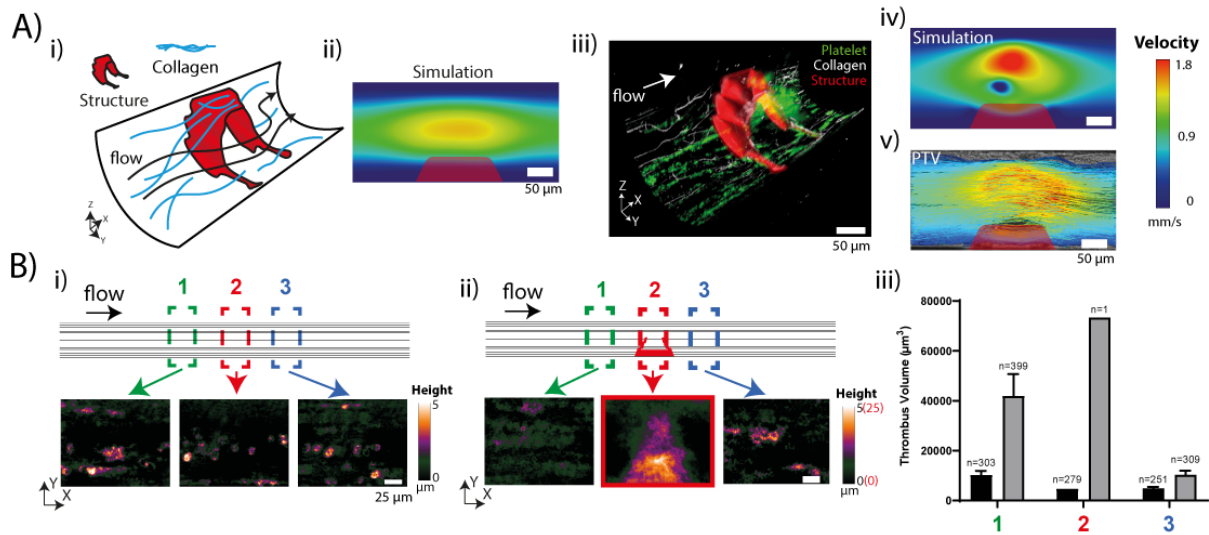 A)
i)
Structure
Collagen
flow
Z
X
Y
ii)
Simulation
50 µm
iii)
Platelet
Collagen
Structure
flow
Z
X
Y
50 µm
iv)
Simulation
v)
PTV
50 µm
Velocity
1.8
0.9
0
mm/s
B)
i)
flow
1 2 3
Height
5
0
µm
25 µm
Y
X
ii)
flow
1 2 3
Height
5(25)
0(0)
µm
Y
X
iii)
Thrombus Volume (µm³)
80000
60000
40000
20000
0
n=303
n=399
n=279
n=1
n=251
n=309
1 2 3